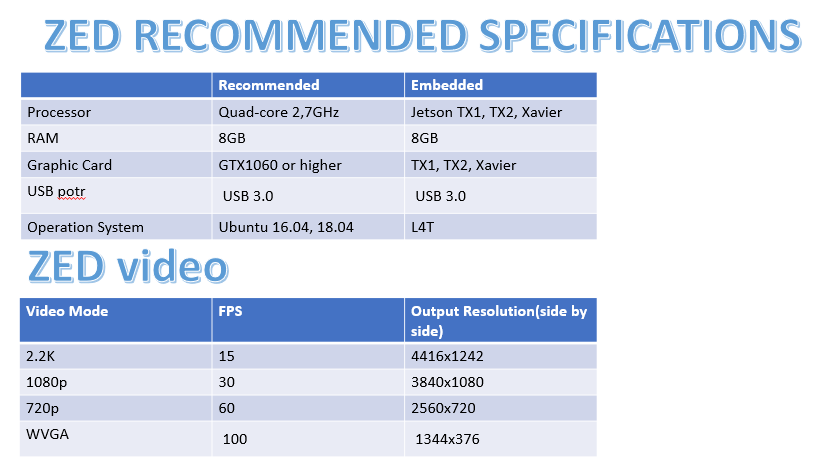 ZED RECOMMENDED SPECIFICATIONS
Recommended Embedded
Processor Quad-core 2,7GHz Jetson TX1, TX2, Xavier
RAM 8GB 8GB
Graphic Card GTX1060 or higher TX1, TX2, Xavier
USB potr USB 3.0 USB 3.0
Operation System Ubuntu 16.04, 18.04 L4T
ZED video
Video Mode FPS Output Resolution(side by
side)
2.2K 15 4416x1242
1080p 30 3840x1080
720p 60 2560x720
WVGA 100 1344x376